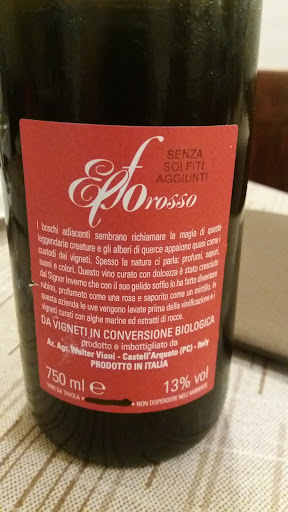 SENZA
SOLFITI
AGGIUNTI
Elfo rosso
I boschi adiacenti sembrano richiamare la magia di queste
leggendarie creature e gli alberi di querce appaiono quasi come i
custodi dei vigneti. Spesso la natura ci parla: profumi, sapori,
suoni e colori. Questo vino curato con dolcezza è stato creato
dal Signor Inverno che con il suo gelido soffio lo ha fatto diventare
rubino, profumato come una rosa e saporito come un mirtillo. In
questa azienda le uve vengono lavate prima della vinificazione e i
vigneti curati con alghe marine ed estratti di rocce.
DA VIGNETI IN CONVERSIONE BIOLOGICA
prodotto e imbottigliato da
Az. Agr. Walter Vioni - Castell'Arquato (PC) - Italy
PRODOTTO IN ITALIA
750 ml e 13% vol
VINO DA TAVOLA • NON DISPERDERE NELL'AMBIENTE